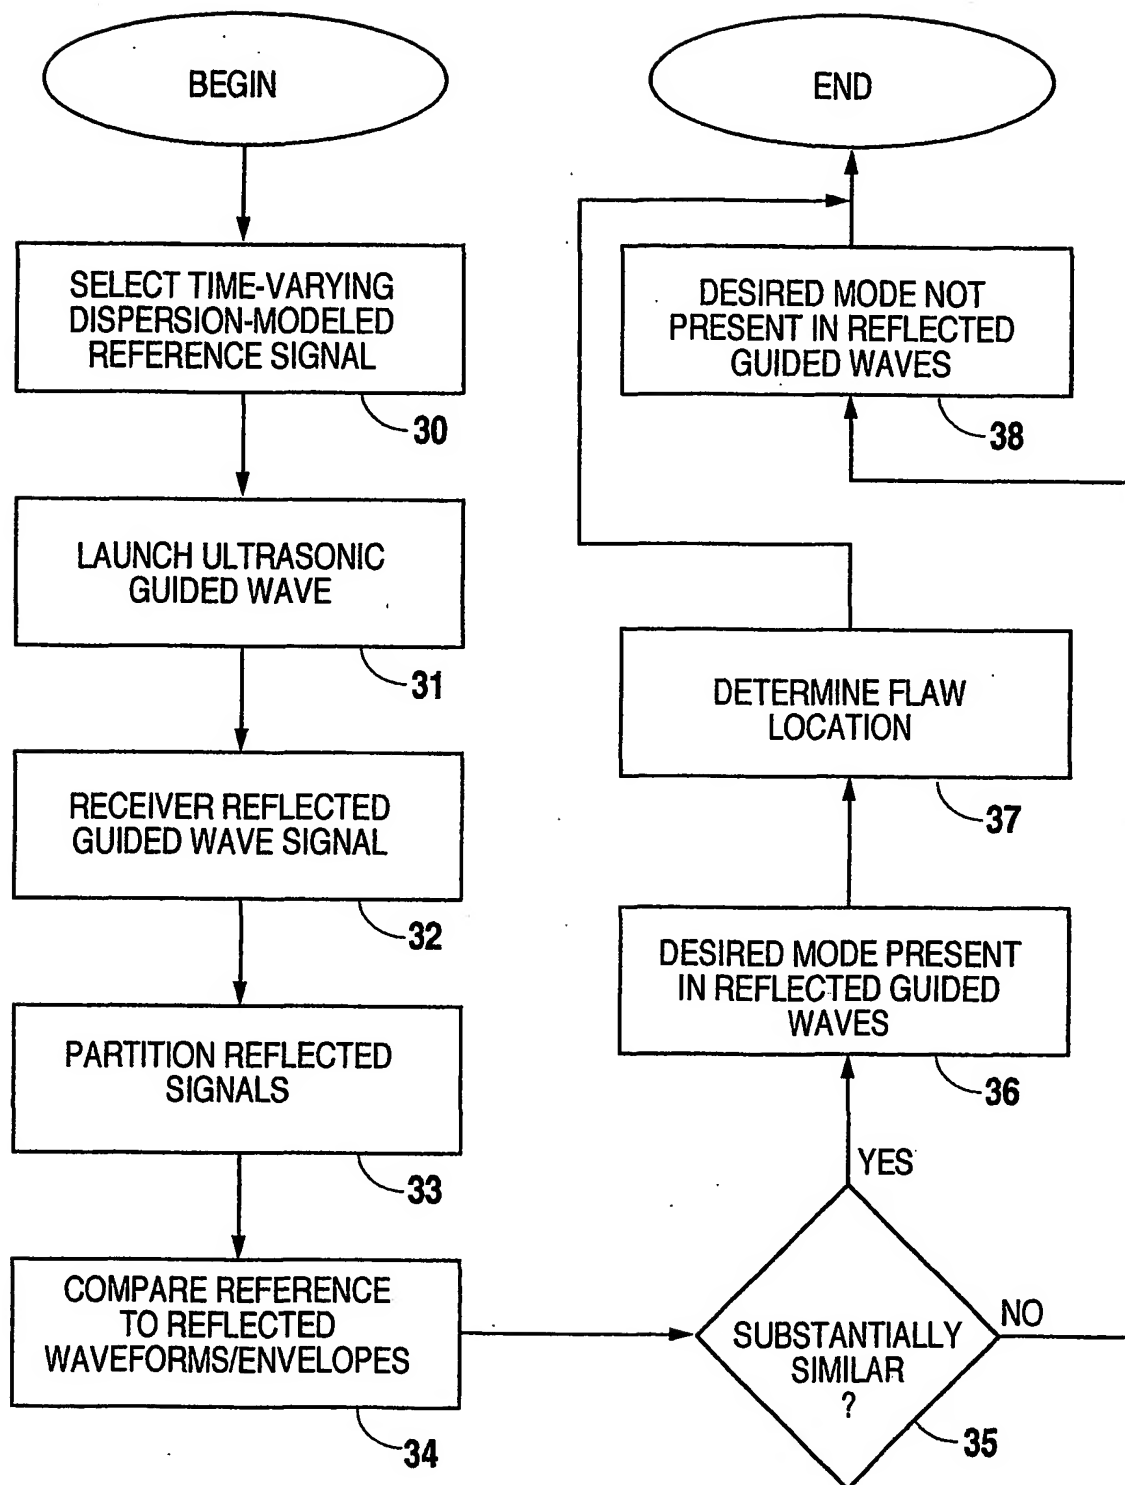 BEGIN
SELECT TIME-VARYING
DISPERSION-MODELED
REFERENCE SIGNAL
30
LAUNCH ULTRASONIC
GUIDED WAVE
31
RECEIVER REFLECTED
GUIDED WAVE SIGNAL
32
PARTITION REFLECTED
SIGNALS
33
COMPARE REFERENCE
TO REFLECTED
WAVEFORMS/ENVELOPES
34
SUBSTANTIALLY
SIMILAR
?
35
YES
NO
DESIRED MODE PRESENT
IN REFLECTED GUIDED
WAVES
36
DETERMINE FLAW
LOCATION
37
DESIRED MODE NOT
PRESENT IN REFLECTED
GUIDED WAVES
38
END